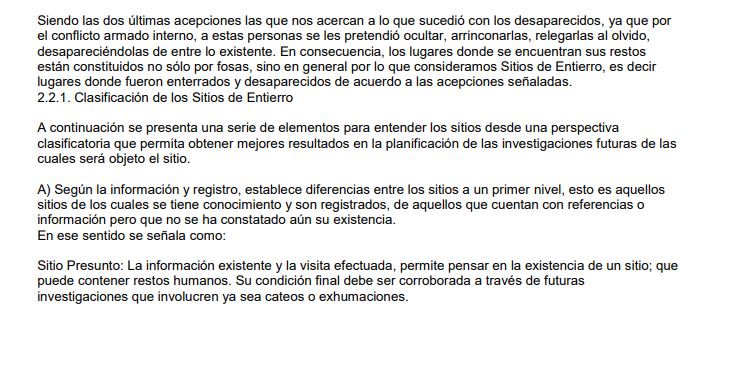 Siendo las dos últimas acepciones las que nos acercan a lo que sucedió con los desaparecidos, ya que por
el conflicto armado interno, a estas personas se les pretendió ocultar, arrinconarlas, relegarlas al olvido,
desapareciéndolas de entre lo existente. En consecuencia, los lugares donde se encuentran sus restos
están constituidos no sólo por fosas, sino en general por lo que consideramos Sitios de Entierro, es decir
lugares donde fueron enterrados y desaparecidos de acuerdo a las acepciones señaladas.
2.2.1. Clasificación de los Sitios de Entierro
A continuación se presenta una serie de elementos para entender los sitios desde una perspectiva
clasificatoria que permita obtener mejores resultados en la planificación de las investigaciones futuras de las
cuales será objeto el sitio.
A) Según la información y registro, establece diferencias entre los sitios a un primer nivel, esto es aquellos
sitios de los cuales se tiene conocimiento y son registrados, de aquellos que cuentan con referencias o
información pero que no se ha constatado aún su existencia.
En ese sentido se señala como:
Sitio Presunto: La información existente y la visita efectuada, permite pensar en la existencia de un sitio; que
puede contener restos humanos. Su condición final debe ser corroborada a través de futuras
investigaciones que involucren ya sea cateos o exhumaciones.